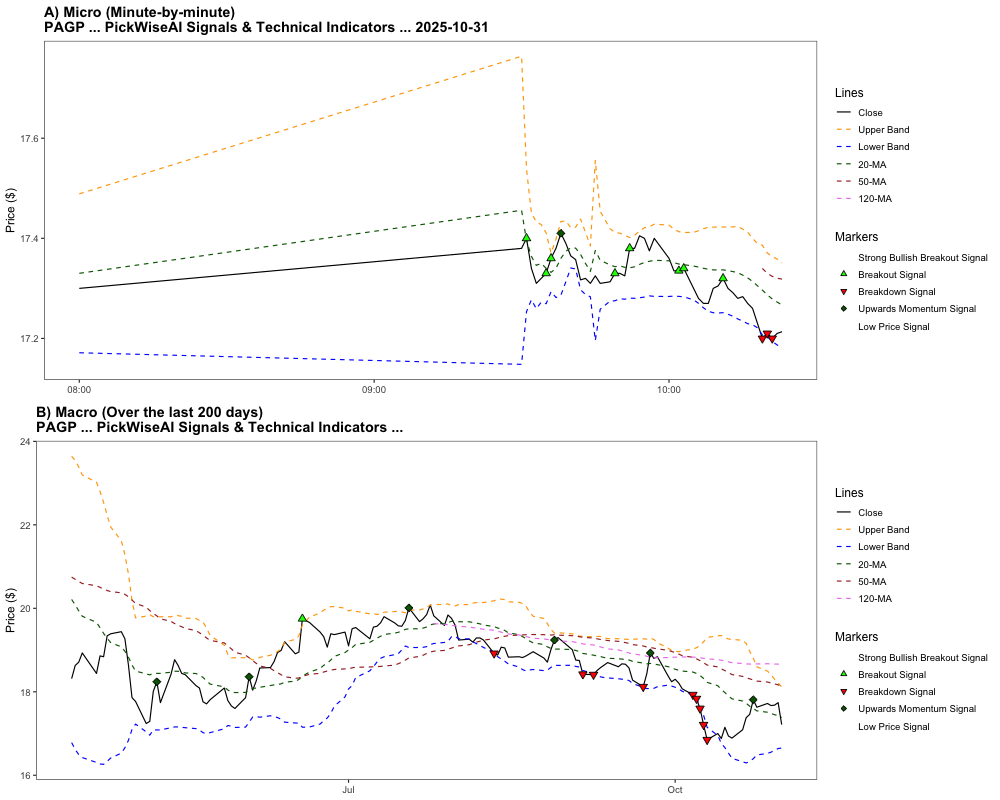 A) Micro (Minute-by-minute)
PAGP ... PickWiseAI Signals & Technical Indicators ... 2025-10-31
Price ($)
17.6
17.4
17.2
08:00
09:00
10:00
Lines
Close
Upper Band
Lower Band
20-MA
50-MA
120-MA
Markers
Strong Bullish Breakout Signal
Breakout Signal
Breakdown Signal
Upwards Momentum Signal
Low Price Signal
B) Macro (Over the last 200 days)
PAGP ... PickWiseAI Signals & Technical Indicators ...
Price ($)
24
22
20
18
16
Jul
Oct
Lines
Close
Upper Band
Lower Band
20-MA
50-MA
120-MA
Markers
Strong Bullish Breakout Signal
Breakout Signal
Breakdown Signal
Upwards Momentum Signal
Low Price Signal